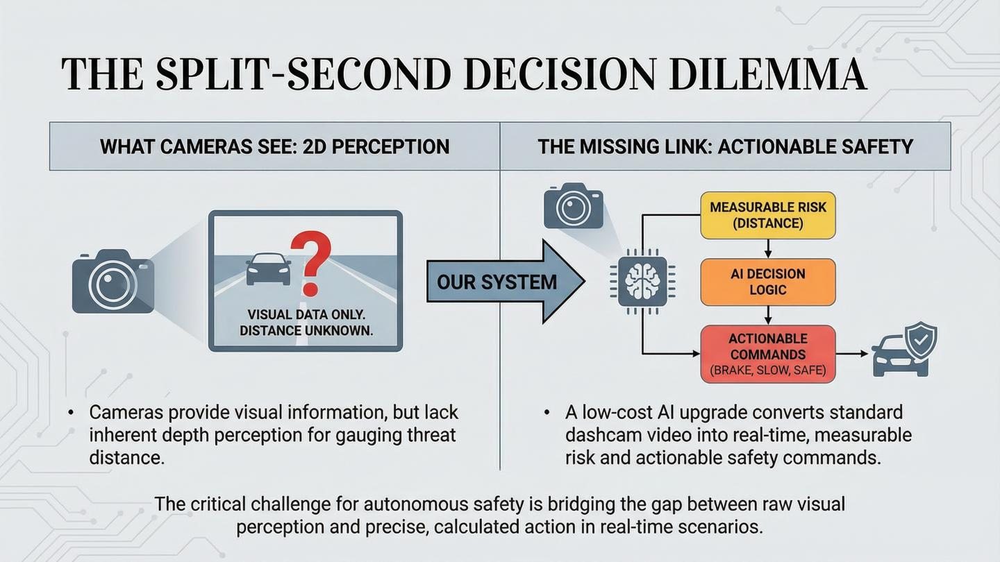 THE SPLIT-SECOND DECISION DILEMMA
WHAT CAMERAS SEE: 2D PERCEPTION
VISUAL DATA ONLY.
DISTANCE UNKNOWN.
• Cameras provide visual information, but lack
inherent depth perception for gauging threat
distance.
OUR SYSTEM
THE MISSING LINK: ACTIONABLE SAFETY
MEASURABLE RISK
(DISTANCE)
AI DECISION
LOGIC
ACTIONABLE
COMMANDS
(BRAKE, SLOW, SAFE)
• A low-cost AI upgrade converts standard
dashcam video into real-time, measurable
risk and actionable safety commands.
The critical challenge for autonomous safety is bridging the gap between raw visual
perception and precise, calculated action in real-time scenarios.